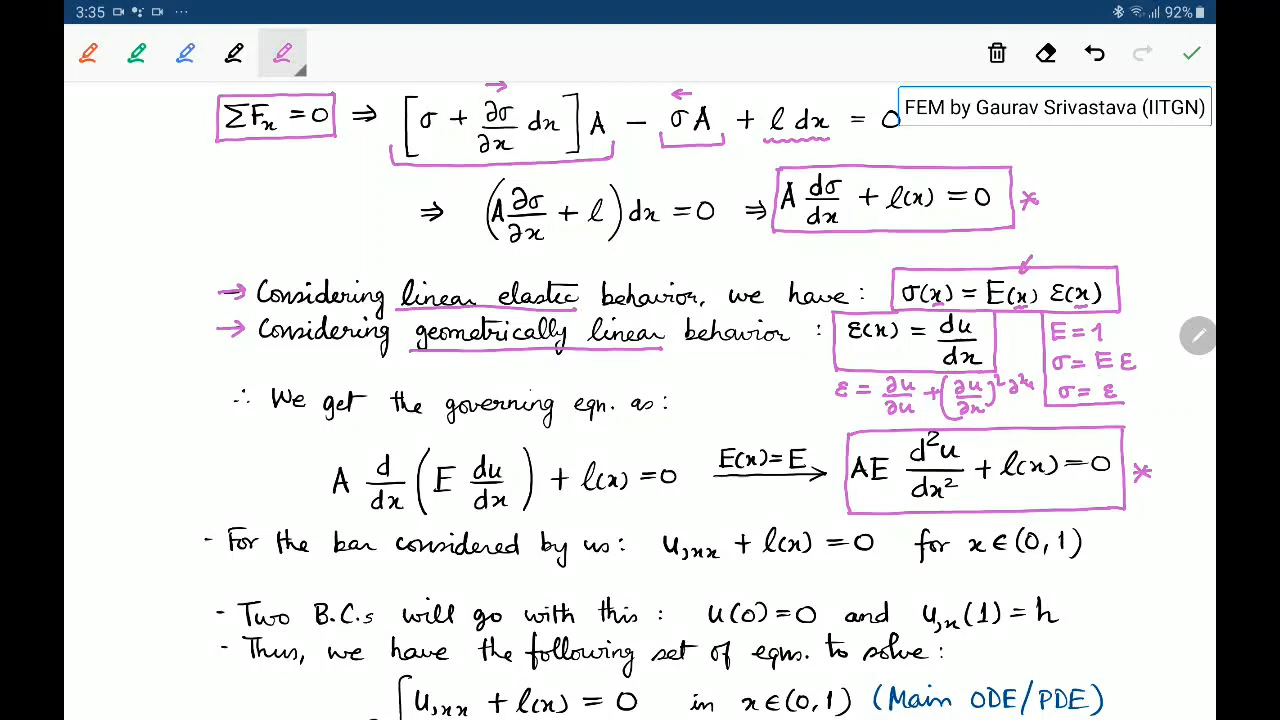 3:35 ... 92%
ΣFx = 0 ⇒ [σ + ∂σ/∂x dx] A − σA + l dx = 0
FEM by Gaurav Srivastava (IITGN)
⇒ (A ∂σ/∂x + l) dx = 0 ⇒ A dσ/dx + l(x) = 0 *
→ Considering linear elastic behavior, we have : σ(x) = E(x) ε(x)
→ Considering geometrically linear behavior : ε(x) = du/dx
E = 1
σ = E ε
σ = ε
ε = ∂u/∂u + (∂u/∂x)²
∴ We get the governing eqn. as :
A d/dx (E du/dx) + l(x) = 0 E(x) = E → AE d²u/dx² + l(x) = 0 *
- For the bar considered by us : u,xx + l(x) = 0 for x ∈ (0, 1)
- Two B.C.s will go with this : u(0) = 0 and u,x(1) = h
- Thus, we have the following set of eqns. to solve :
u,xx + l(x) = 0 in x ∈ (0, 1) (Main ODE/PDE)